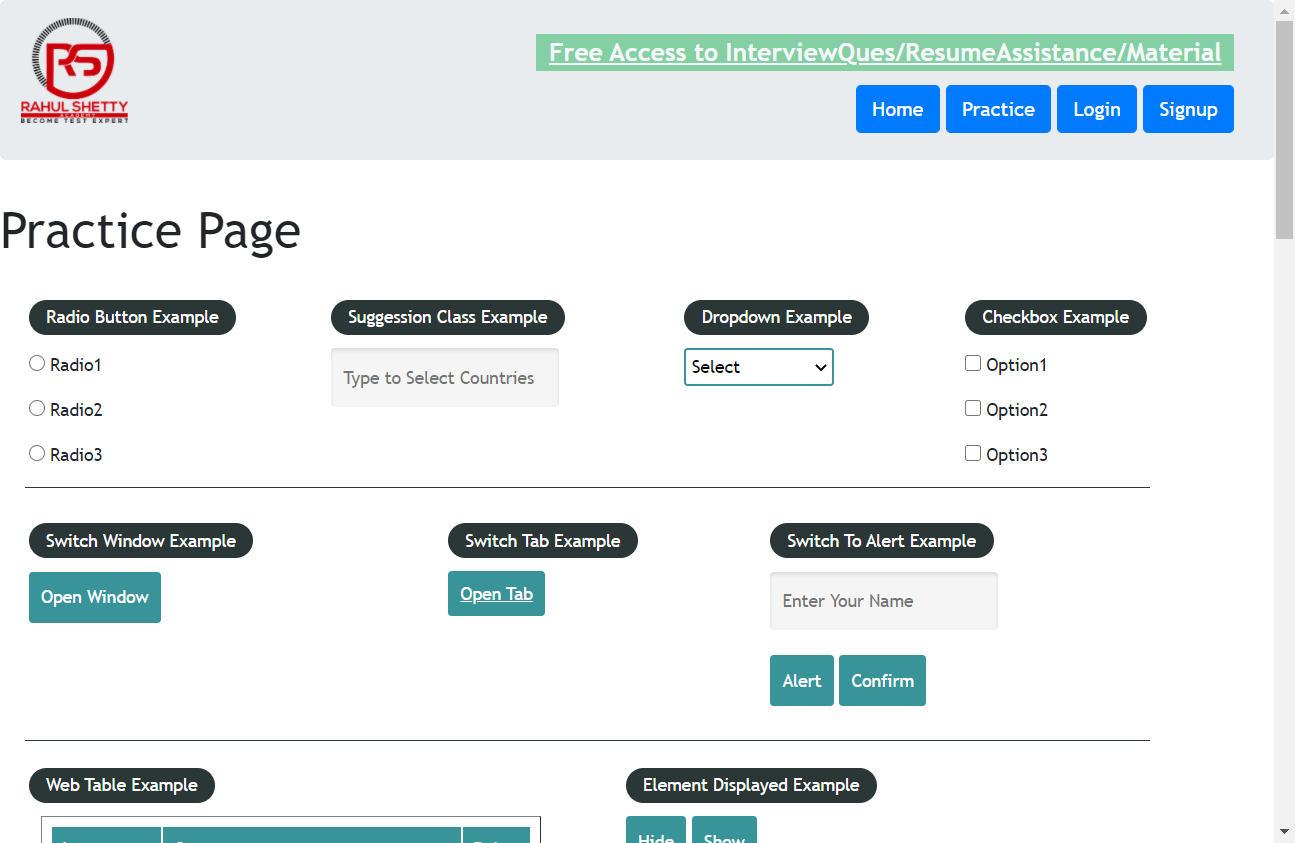 RAHUL SHETTY
ACADEMY
BECOME TEST EXPERT
Free Access to InterviewQues/ResumeAssistance/Material
Home Practice Login Signup
Practice Page
Radio Button Example
Radio1
Radio2
Radio3
Suggession Class Example
Type to Select Countries
Dropdown Example
Select
Checkbox Example
Option1
Option2
Option3
Switch Window Example
Open Window
Switch Tab Example
Open Tab
Switch To Alert Example
Enter Your Name
Alert Confirm
Web Table Example
Element Displayed Example
Hide Show